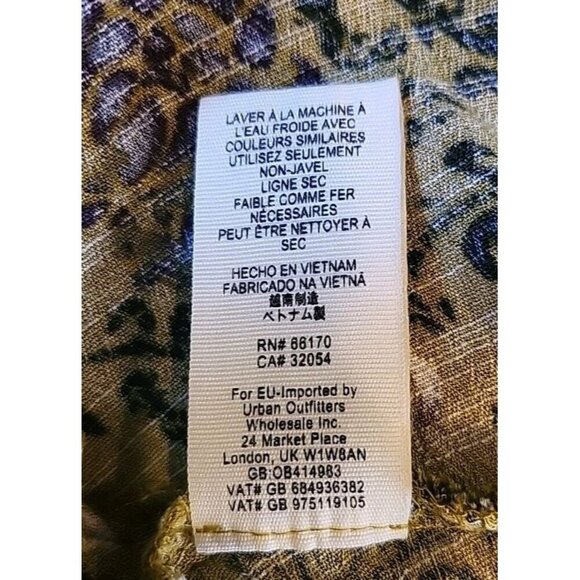 LAVER À LA MACHINE À
L'EAU FROIDE AVEC
COULEURS SIMILAIRES
UTILISEZ SEULEMENT
NON-JAVEL
LIGNE SEC
FAIBLE COMME FER
NÉCESSAIRES
PEUT ÊTRE NETTOYER À
SEC
HECHO EN VIETNAM
FABRICADO NA VIETNÃ
越南制造
ベトナム製
RN# 66170
CA# 32054
For EU-Imported by
Urban Outfitters
Wholesale Inc.
24 Market Place
London, UK W1W8AN
GB:OB414983
VAT# GB 684936382
VAT# GB 975119105